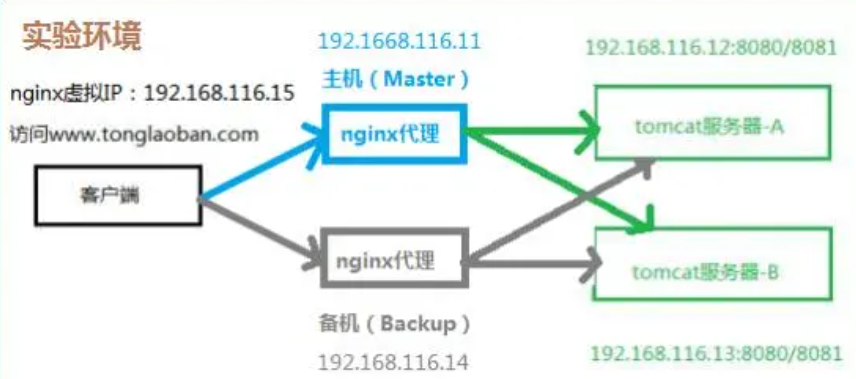 实验环境
nginx虚拟IP：192.168.116.15
访问www.tonglaoban.com
客户端
192.1668.116.11
主机（Master）
nginx代理
nginx代理
备机（Backup）
192.168.116.14
192.168.116.12:8080/8081
tomcat服务器-A
tomcat服务器-B
192.168.116.13:8080/8081